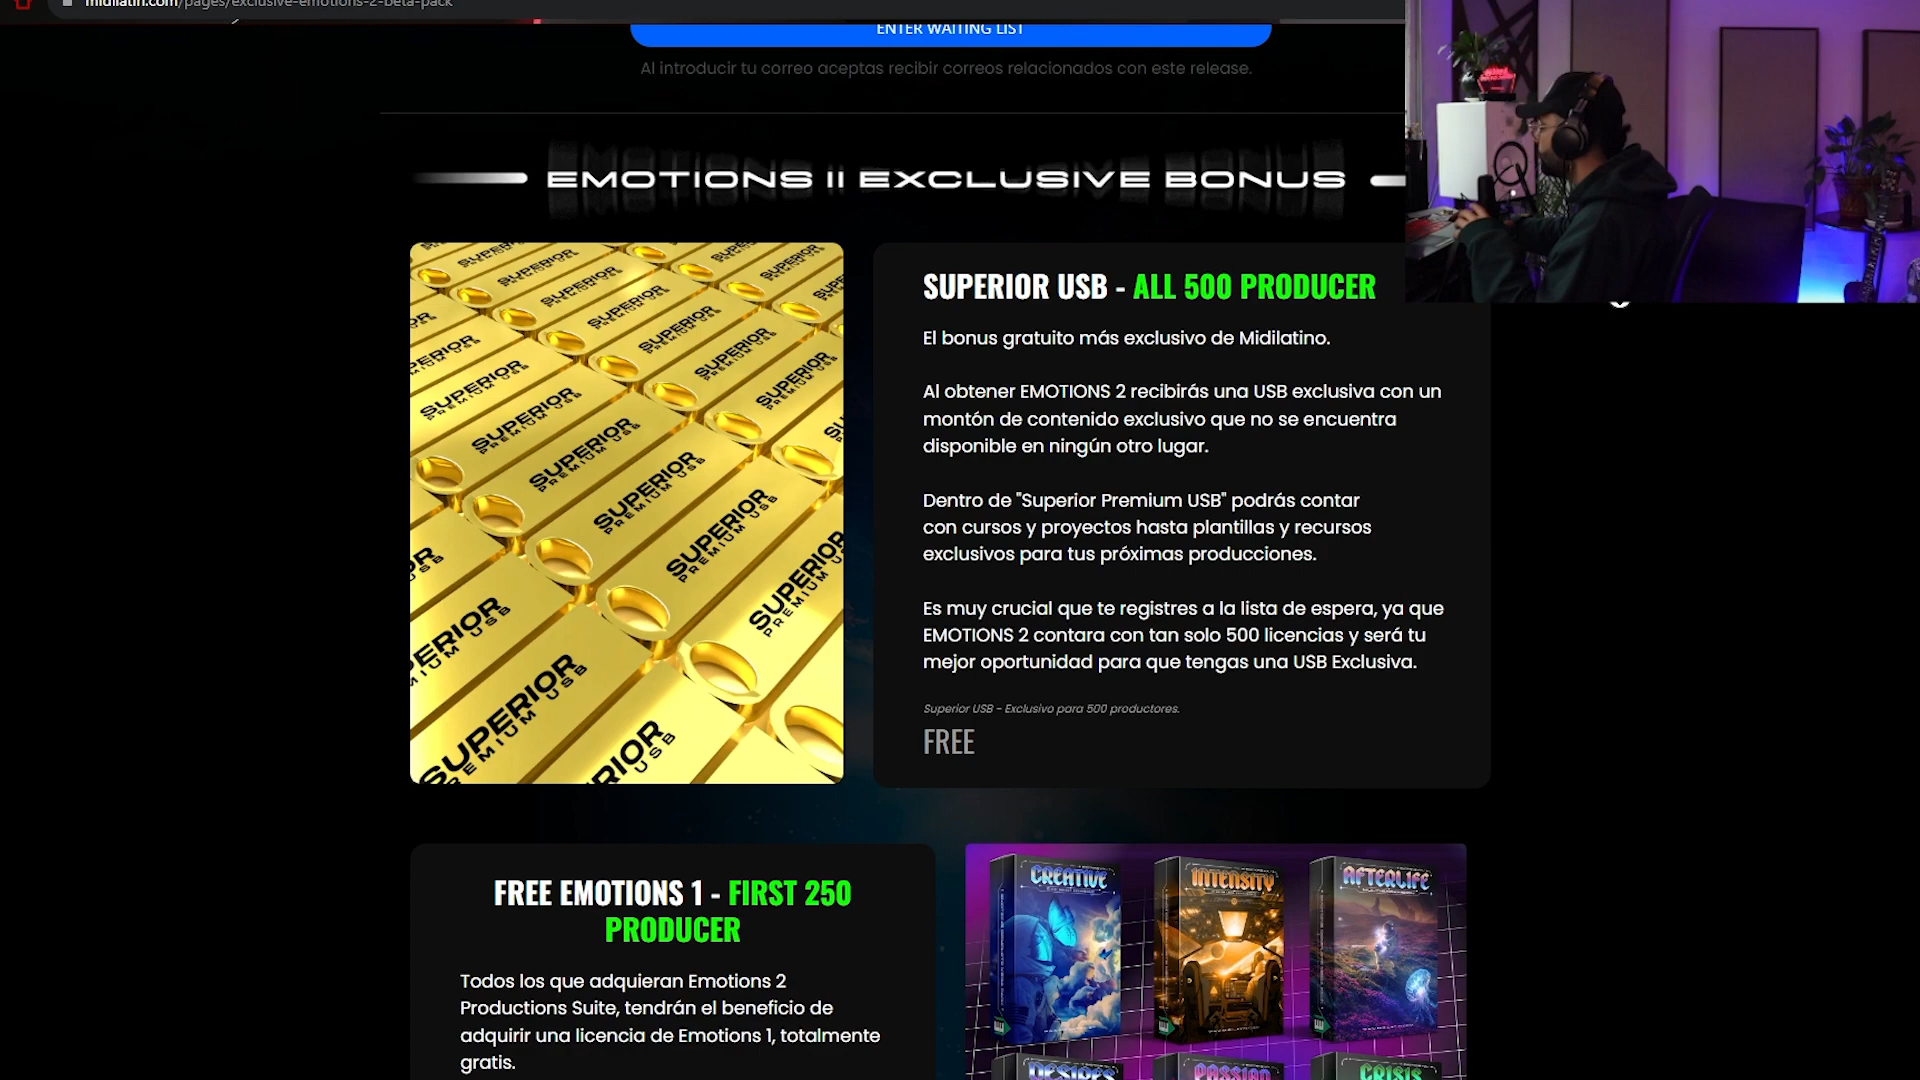 midilatin.com/pages/exclusive-emotions-2-beta-pack
ENTER WAITING LIST
Al introducir tu correo aceptas recibir correos relacionados con este release.
EMOTIONS II EXCLUSIVE BONUS
SUPERIOR
PREMIUM USB
SUPERIOR USB - ALL 500 PRODUCER
El bonus gratuito más exclusivo de Midilatino.
Al obtener EMOTIONS 2 recibirás una USB exclusiva con un
montón de contenido exclusivo que no se encuentra
disponible en ningún otro lugar.
Dentro de "Superior Premium USB" podrás contar
con cursos y proyectos hasta plantillas y recursos
exclusivos para tus próximas producciones.
Es muy crucial que te registres a la lista de espera, ya que
EMOTIONS 2 contara con tan solo 500 licencias y será tu
mejor oportunidad para que tengas una USB Exclusiva.
Superior USB - Exclusivo para 500 productores.
FREE
FREE EMOTIONS 1 - FIRST 250
PRODUCER
Todos los que adquieran Emotions 2
Productions Suite, tendrán el beneficio de
adquirir una licencia de Emotions 1, totalmente
gratis.
CREATIVE
INTENSITY
AFTERLIFE
DESIRES
PASSION
CRISIS